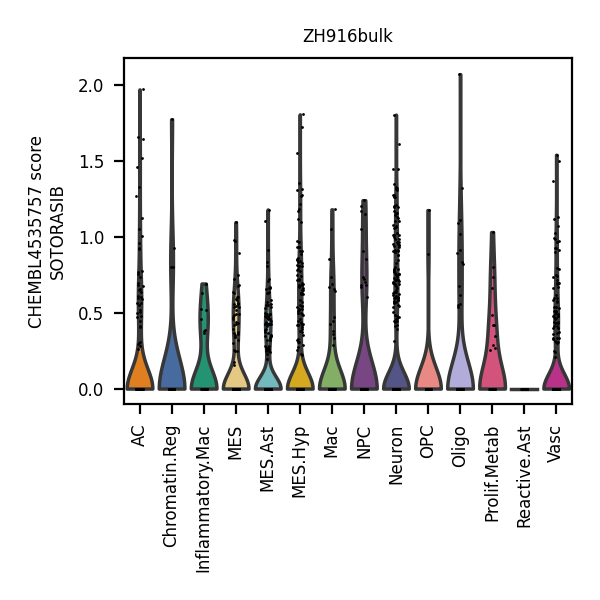 ZH916bulk
CHEMBL4535757 score
SOTORASIB
2.0
1.5
1.0
0.5
0.0
AC
Chromatin.Reg
Inflammatory.Mac
MES
MES.Ast
MES.Hyp
Mac
NPC
Neuron
OPC
Oligo
Prolif.Metab
Reactive.Ast
Vasc